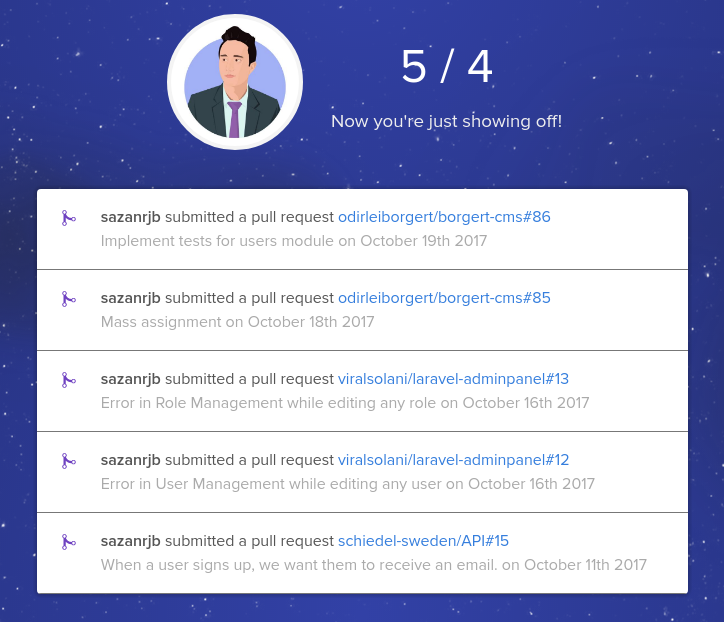 5 / 4
Now you're just showing off!
sazanrjb submitted a pull request odirleiborgert/borgert-cms#86
Implement tests for users module on October 19th 2017
sazanrjb submitted a pull request odirleiborgert/borgert-cms#85
Mass assignment on October 18th 2017
sazanrjb submitted a pull request viralsolani/laravel-adminpanel#13
Error in Role Management while editing any role on October 16th 2017
sazanrjb submitted a pull request viralsolani/laravel-adminpanel#12
Error in User Management while editing any user on October 16th 2017
sazanrjb submitted a pull request schiedel-sweden/API#15
When a user signs up, we want them to receive an email. on October 11th 2017